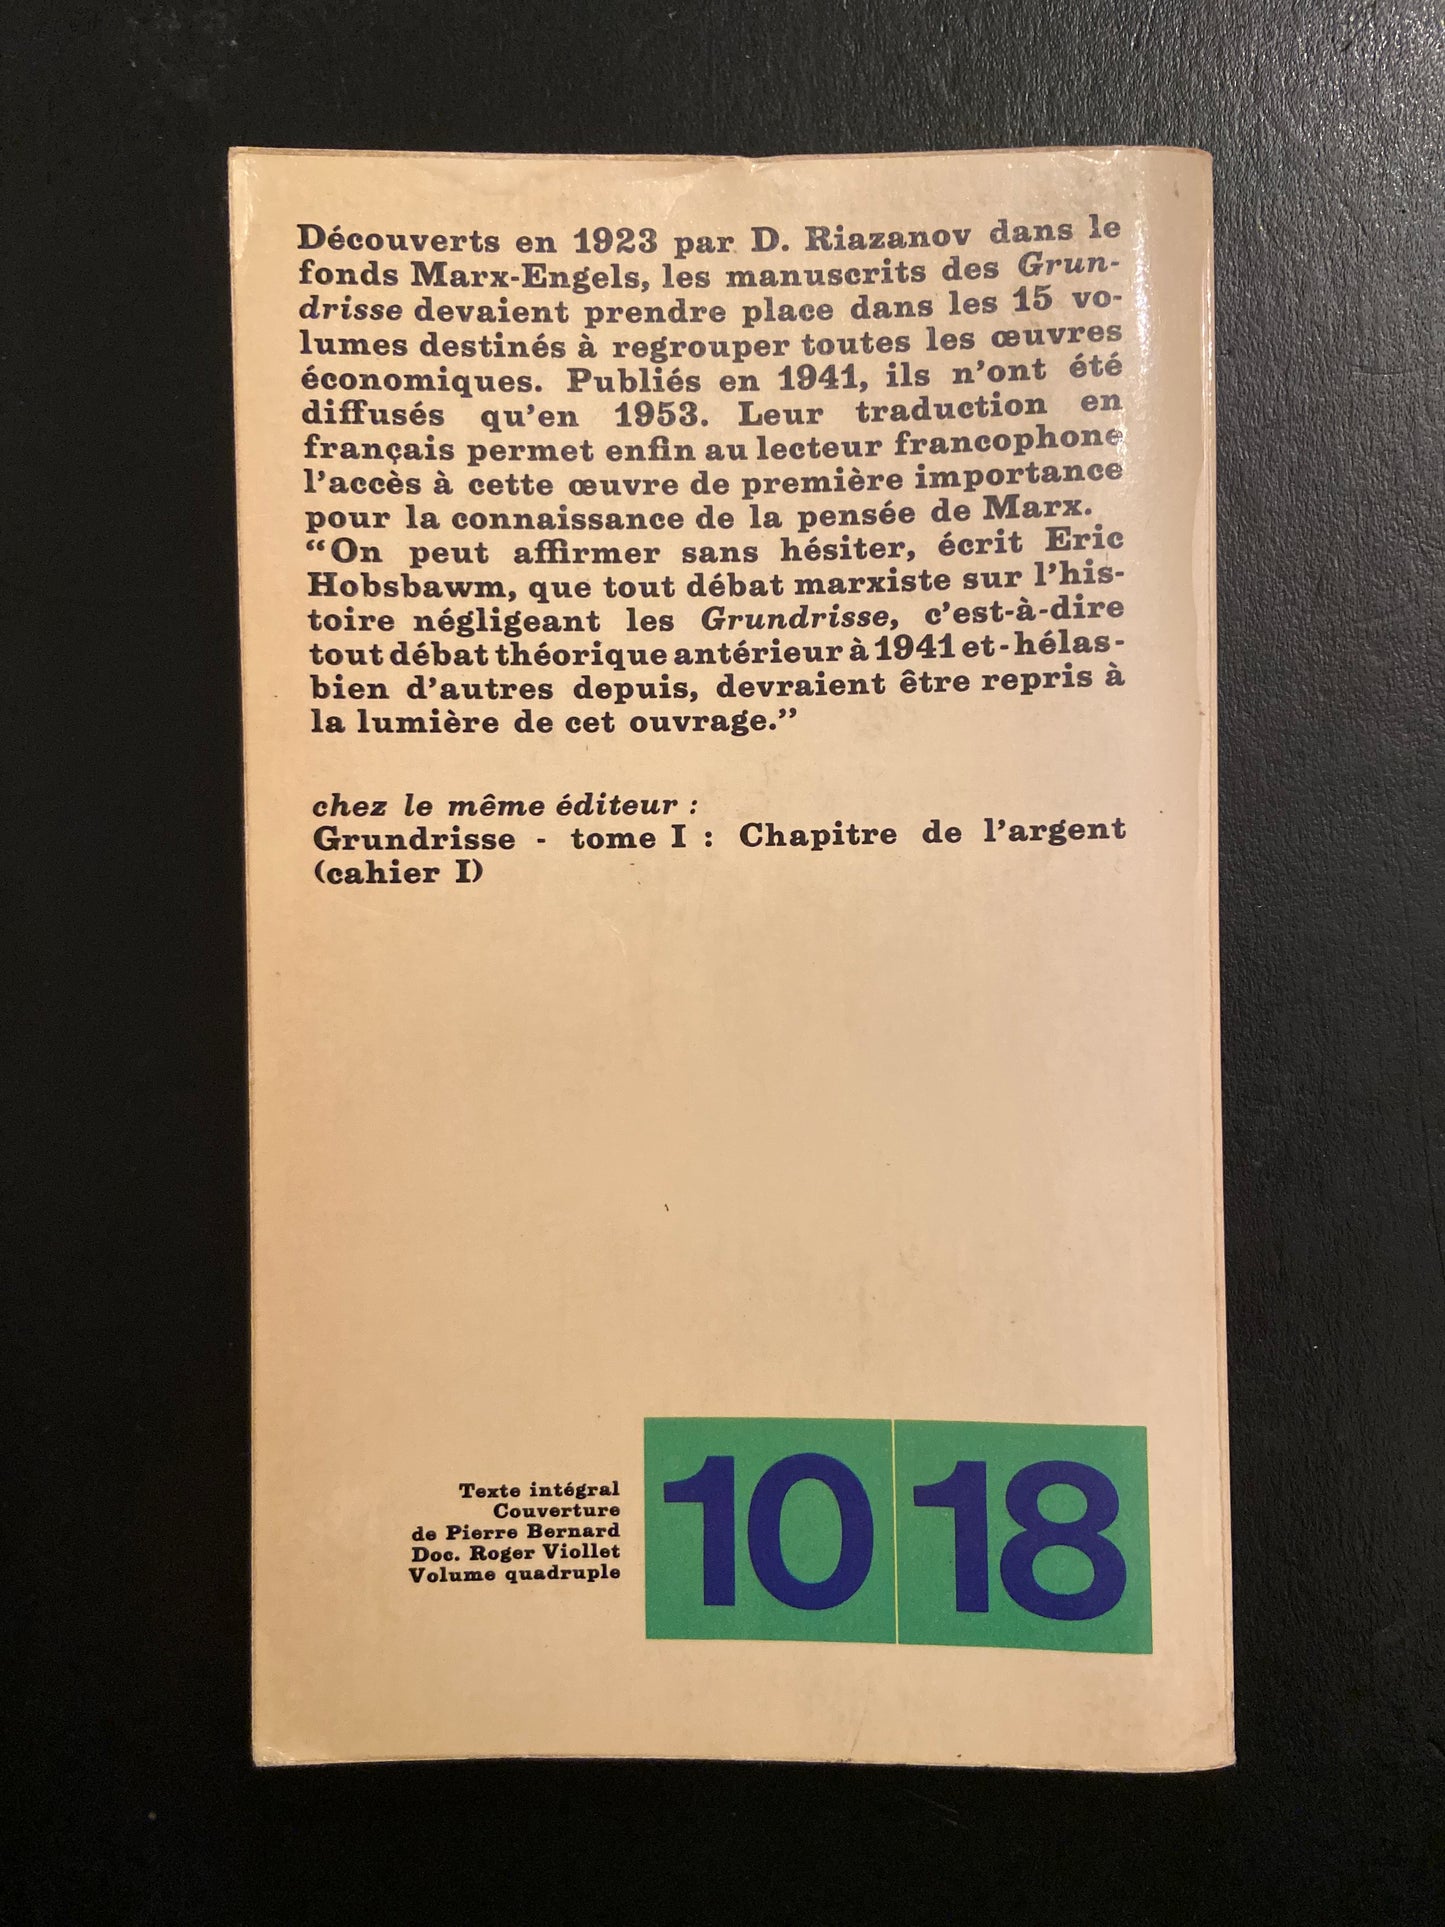 Découverts en 1923 par D. Riazanov dans le
fonds Marx-Engels, les manuscrits des Grun-
drisse devaient prendre place dans les 15 vo-
lumes destinés à regrouper toutes les œuvres
économiques. Publiés en 1941, ils n'ont été
diffusés qu'en 1953. Leur traduction en
français permet enfin au lecteur francophone
l'accès à cette œuvre de première importance
pour la connaissance de la pensée de Marx.
“On peut affirmer sans hésiter, écrit Eric
Hobsbawm, que tout débat marxiste sur l'his-
toire négligeant les Grundrisse, c'est-à-dire
tout débat théorique antérieur à 1941 et - hélas -
bien d'autres depuis, devraient être repris à
la lumière de cet ouvrage.”
chez le même éditeur :
Grundrisse - tome I : Chapitre de l'argent
(cahier I)
Texte intégral
Couverture
de Pierre Bernard
Doc. Roger Viollet
Volume quadruple
10 18